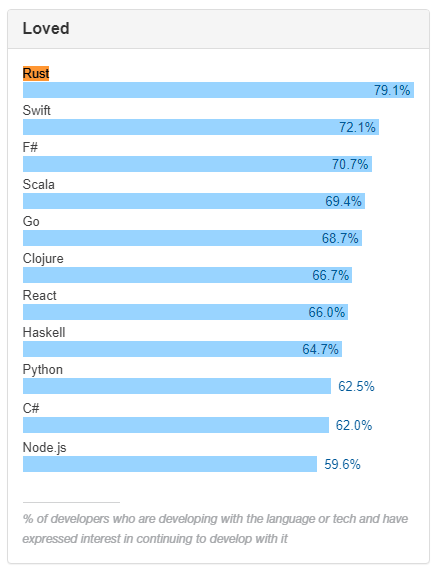 Loved
Rust
79.1%
Swift
72.1%
F#
70.7%
Scala
69.4%
Go
68.7%
Clojure
66.7%
React
66.0%
Haskell
64.7%
Python
62.5%
C#
62.0%
Node.js
59.6%
% of developers who are developing with the language or tech and have
expressed interest in continuing to develop with it